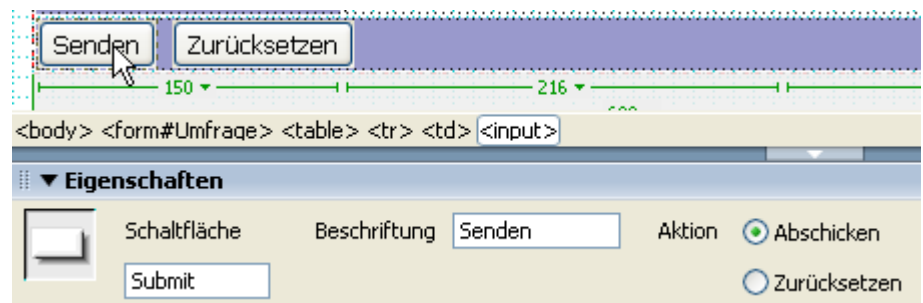 Senden Zurücksetzen
150 216
<body> <form#Umfrage> <table> <tr> <td> <input>
Eigenschaften
Schaltfläche Beschriftung Senden Aktion Abschicken
Submit Zurücksetzen